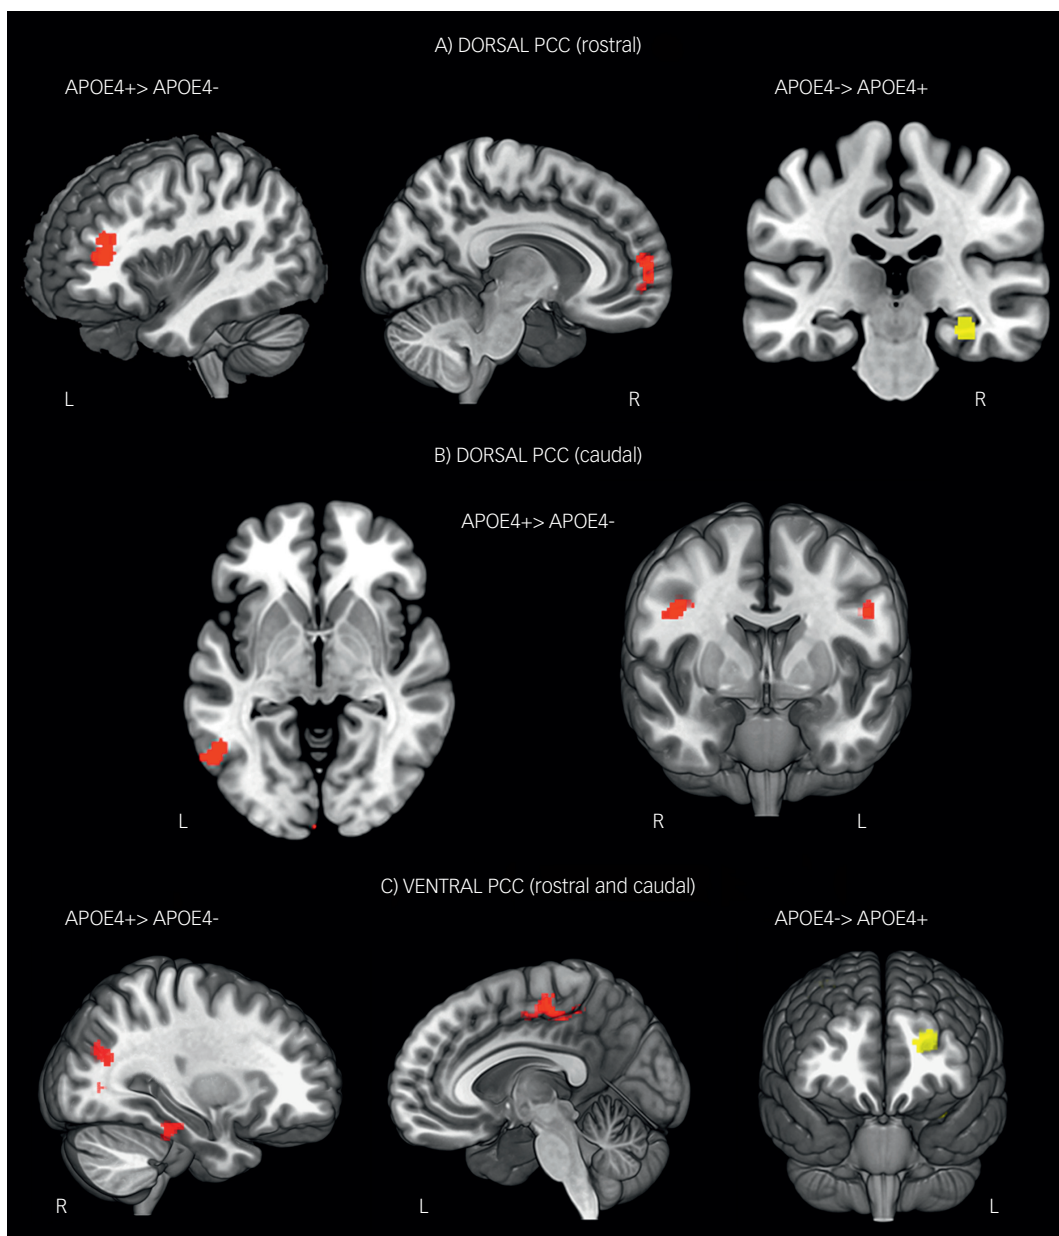 A) DORSAL PCC (rostral)
APOE4+> APOE4-
APOE4-> APOE4+
L
R
R
B) DORSAL PCC (caudal)
APOE4+> APOE4-
L
R
L
C) VENTRAL PCC (rostral and caudal)
APOE4+> APOE4-
APOE4-> APOE4+
R
L
L